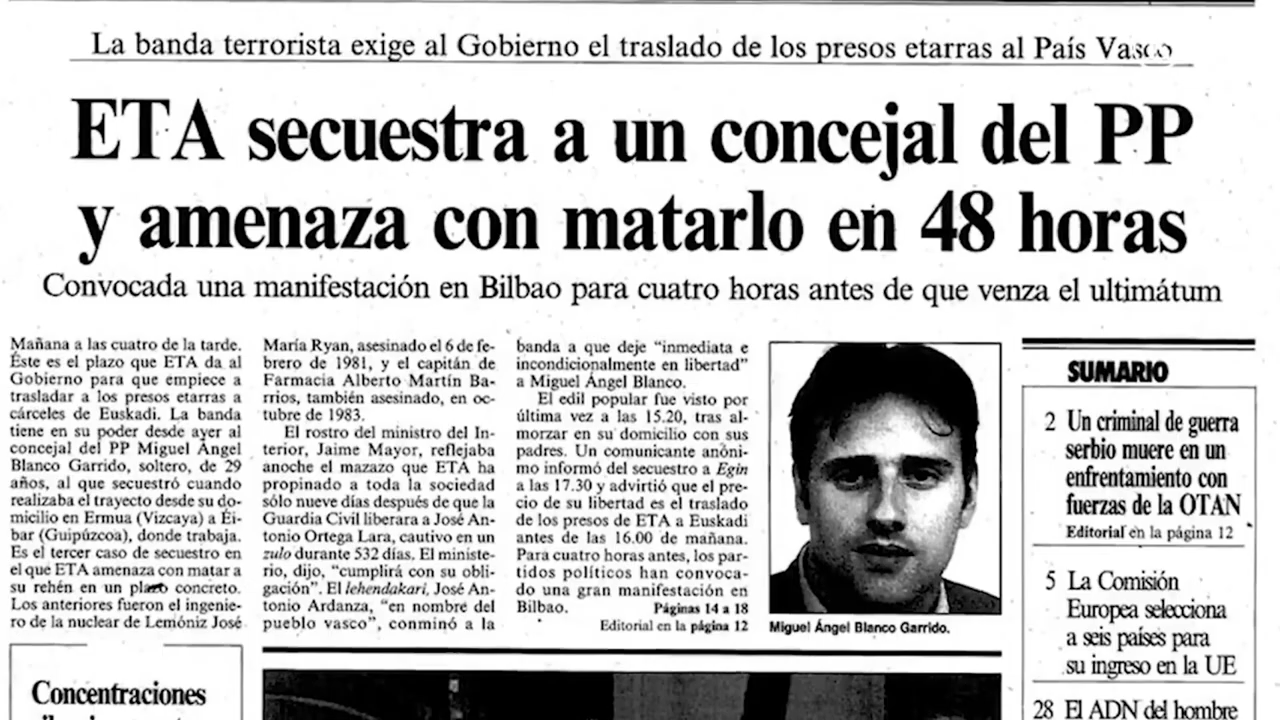 La banda terrorista exige al Gobierno el traslado de los presos etarras al País Vasco
ETA secuestra a un concejal del PP
y amenaza con matarlo en 48 horas
Convocada una manifestación en Bilbao para cuatro horas antes de que venza el ultimátum
Mañana a las cuatro de la tarde.
Éste es el plazo que ETA da al
Gobierno para que empiece a
trasladar a los presos etarras a
cárceles de Euskadi. La banda
tiene en su poder desde ayer al
concejal del PP Miguel Ángel
Blanco Garrido, soltero, de 29
años, al que secuestró cuando
realizaba el trayecto desde su do-
micilio en Ermua (Vizcaya) a Éi-
bar (Guipúzcoa), donde trabaja.
Es el tercer caso de secuestro en
el que ETA amenaza con matar a
su rehén en un plazo concreto.
Los anteriores fueron el ingenie-
ro de la nuclear de Lemóniz José
María Ryan, asesinado el 6 de fe-
brero de 1981, y el capitán de
Farmacia Alberto Martín Ba-
rrios, también asesinado, en oc-
tubre de 1983.
El rostro del ministro del In-
terior, Jaime Mayor, reflejaba
anoche el mazazo que ETA ha
propinado a toda la sociedad
sólo nueve días después de que la
Guardia Civil liberara a José An-
tonio Ortega Lara, cautivo en un
zulo durante 532 días. El ministe-
rio, dijo, “cumplirá con su obli-
gación”. El lehendakari, José An-
tonio Ardanza, “en nombre del
pueblo vasco”, conminó a la
banda a que deje “inmediata e
incondicionalmente en libertad”
a Miguel Ángel Blanco.
El edil popular fue visto por
última vez a las 15.20, tras al-
morzar en su domicilio con sus
padres. Un comunicante anóni-
mo informó del secuestro a Egin
a las 17.30 y advirtió que el pre-
cio de su libertad es el traslado
de los presos de ETA a Euskadi
antes de las 16.00 de mañana.
Para cuatro horas antes, los par-
tidos políticos han convoca-
do una gran manifestación en
Bilbao. Páginas 14 a 18
Editorial en la página 12
Miguel Ángel Blanco Garrido.
SUMARIO
2 Un criminal de guerra
serbio muere en un
enfrentamiento con
fuerzas de la OTAN
Editorial en la página 12
5 La Comisión
Europea selecciona
a seis países para
su ingreso en la UE
28 El ADN del hombre
Concentraciones